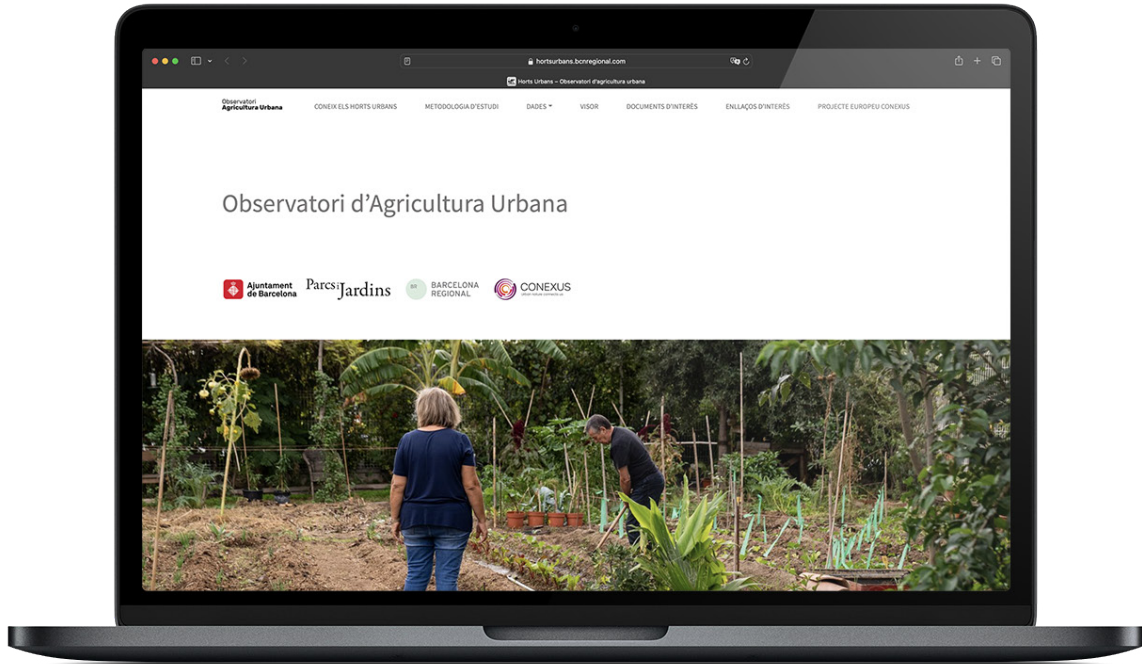 hortsurbans.bcnregional.com
Horts Urbans – Observatori d'agricultura urbana
Observatori
Agricultura Urbana
CONEIX ELS HORTS URBANS
METODOLOGIA D'ESTUDI
DADES
VISOR
DOCUMENTS D'INTERÈS
ENLLAÇOS D'INTERÈS
PROJECTE EUROPEU CONEXUS
Observatori d'Agricultura Urbana
Ajuntament
de Barcelona
Parcs i Jardins
BR
BARCELONA
REGIONAL
CONEXUS